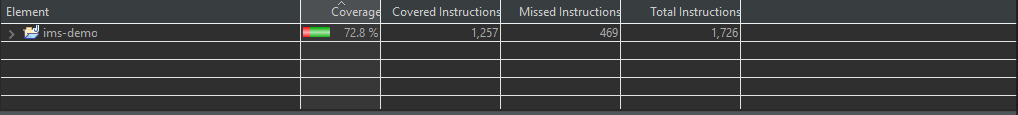 Element Coverage Covered Instructions Missed Instructions Total Instructions
ims-demo 72.8 % 1,257 469 1,726